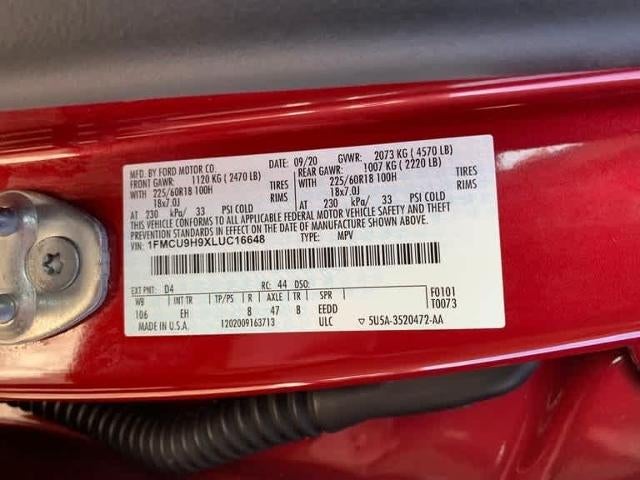 MFD. BY FORD MOTOR CO. 09/20 GVWR: 2073 KG ( 4570 LB)
FRONT GAWR: 1120 KG ( 2470 LB) REAR GAWR: 1007 KG ( 2220 LB)
WITH 225/60R18 100H TIRES WITH 225/60R18 100H TIRES
18x7.0J RIMS 18x7.0J RIMS
AT 230 kPa/ 33 PSI COLD AT 230 kPa/ 33 PSI COLD
THIS VEHICLE CONFORMS TO ALL APPLICABLE FEDERAL MOTOR VEHICLE SAFETY, BUMPER, AND THEFT
PREVENTION STANDARDS IN EFFECT ON THE DATE OF MANUFACTURE SHOWN ABOVE.
VIN: 1FMCU9H9XLUC16648 TYPE: MPV
EXT PNT: D4 RC: 44 DSO: F0101
WB INT TR TP/PS R AXLE TR SPR T0073
106 EH 8 47 8 EEDD
MADE IN U.S.A. 1202009163713 ULC ▽ 5U5A-3520472-AA